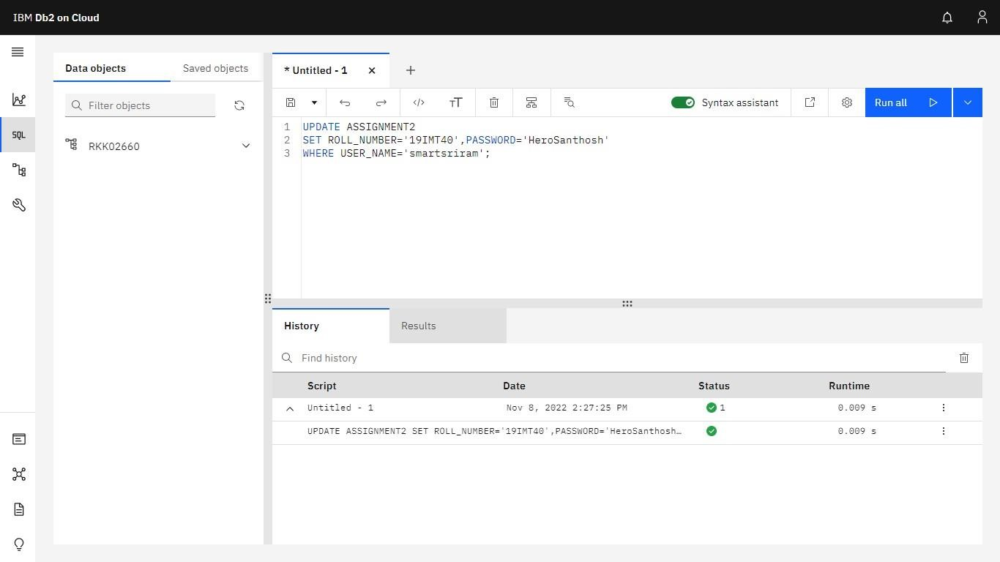 IBM Db2 on Cloud
Data objects
Saved objects
Filter objects
RKK02660
SQL
* Untitled - 1
Syntax assistant
Run all
1 UPDATE ASSIGNMENT2
2 SET ROLL_NUMBER='19IMT40',PASSWORD='HeroSanthosh'
3 WHERE USER_NAME='smartsriram';
History
Results
Find history
Script Date Status Runtime
Untitled - 1 Nov 8, 2022 2:27:25 PM 1 0.009 s
UPDATE ASSIGNMENT2 SET ROLL_NUMBER='19IMT40',PASSWORD='HeroSanthosh… 0.009 s